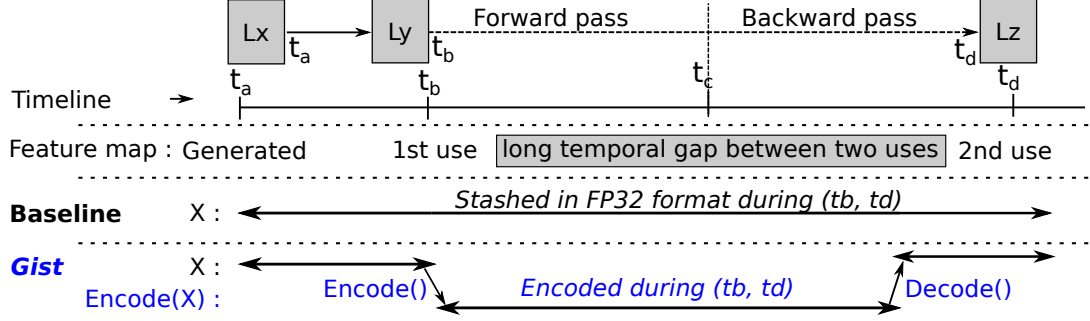 Lx
Ly
Forward pass
Backward pass
Lz
ta
tb
td
ta
tb
tc
td
Timeline
Feature map : Generated
1st use
long temporal gap between two uses
2nd use
Baseline X :
Stashed in FP32 format during (tb, td)
Gist X :
Encode(X) :
Encode()
Encoded during (tb, td)
Decode()